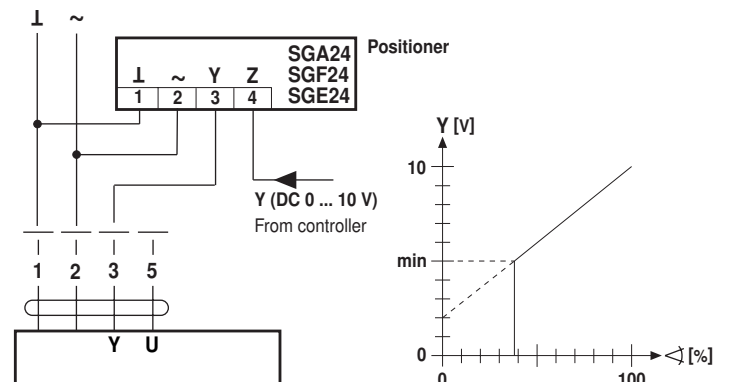 ⊥ ~
SGA24 Positioner
⊥ ~ Y Z SGF24
1 2 3 4 SGE24
Y [V]
10
Y (DC 0 ... 10 V)
From controller
min
1 2 3 5
Y U
0
[%]
0 100